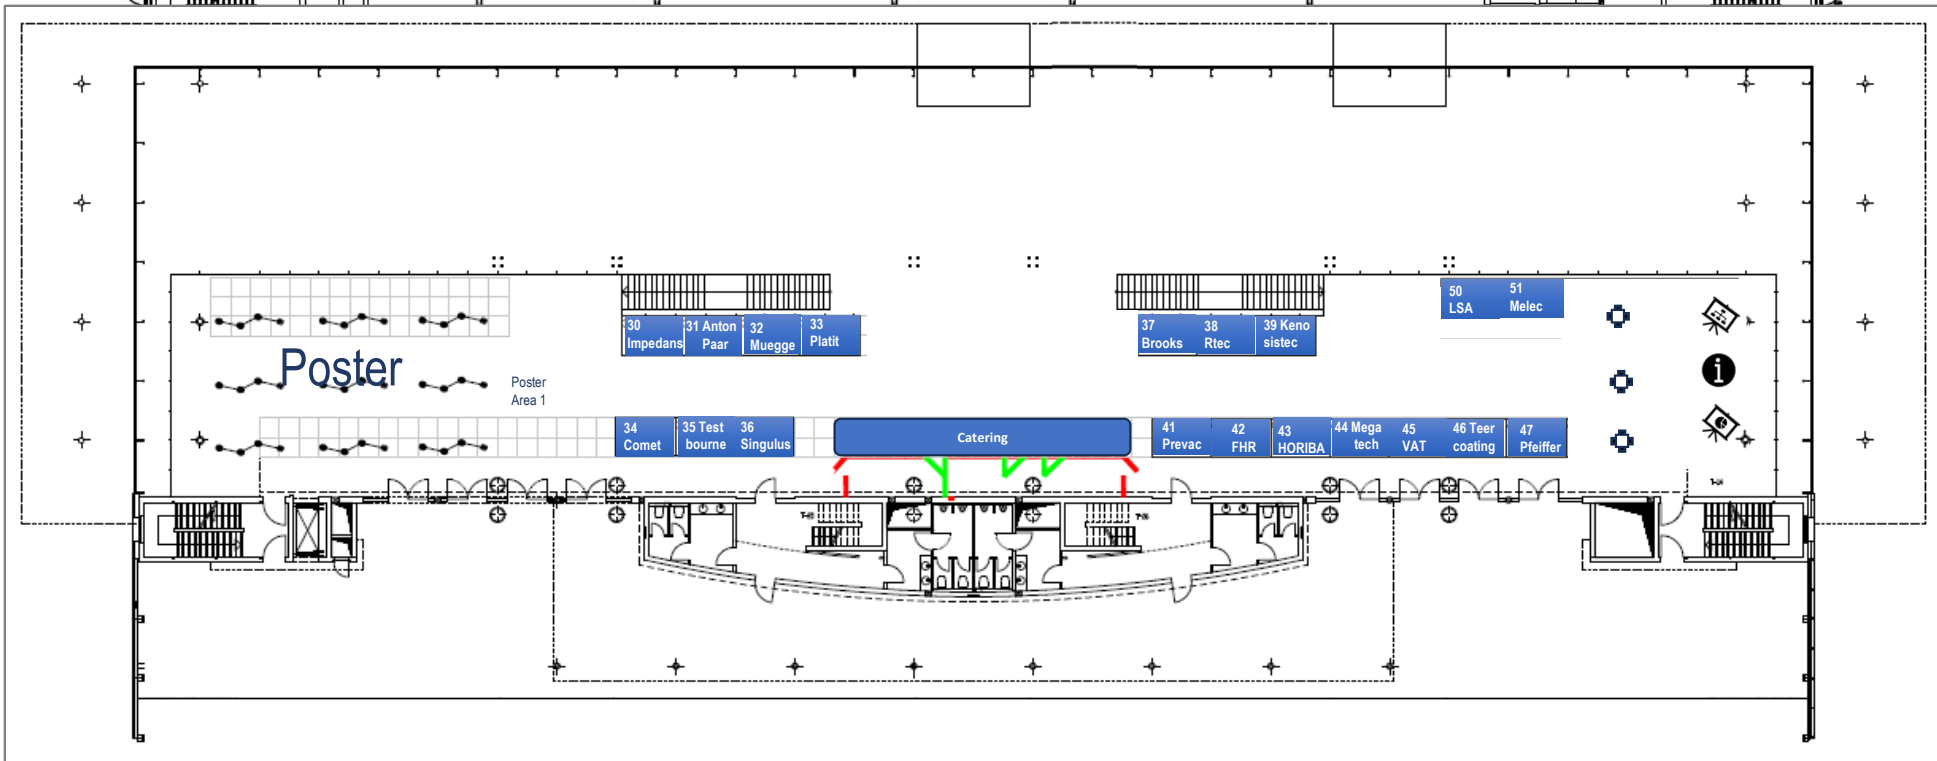 30
Impedans
31 Anton
Paar
32
Muegge
33
Platit
37
Brooks
38
Rtec
39 Keno
sistec
50
LSA
51
Melec
Poster
Poster
Area 1
i
34
Comet
35 Test
bourne
36
Singulus
Catering
41
Prevac
42
FHR
43
HORIBA
44 Mega
tech
45
VAT
46 Teer
coating
47
Pfeiffer